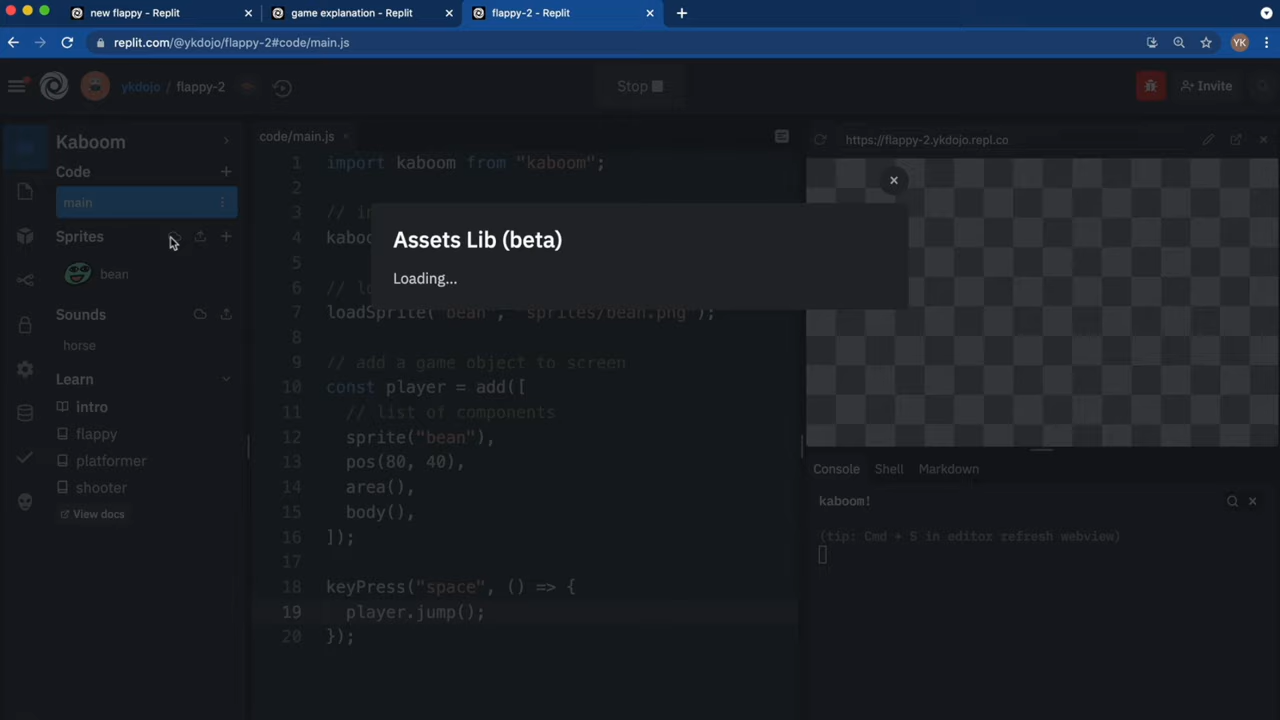 new flappy - Replit
game explanation - Replit
flappy-2 - Replit
replit.com/@ykdojo/flappy-2#code/main.js
YK
ykdojo / flappy-2
Stop
Invite
Kaboom
Code
main
Sprites
bean
Sounds
horse
Learn
intro
flappy
platformer
shooter
View docs
code/main.js
1 import kaboom from "kaboom";
2
3 // in
4 kaboo
5
6 // lo
7 loadSprite("bean", "sprites/bean.png");
8
9 // add a game object to screen
10 const player = add([
11 // list of components
12 sprite("bean"),
13 pos(80, 40),
14 area(),
15 body(),
16 ]);
17
18 keyPress("space", () => {
19 player.jump();
20 });
Assets Lib (beta)
Loading...
https://flappy-2.ykdojo.repl.co
Console
Shell
Markdown
kaboom!
(tip: Cmd + S in editor refresh webview)